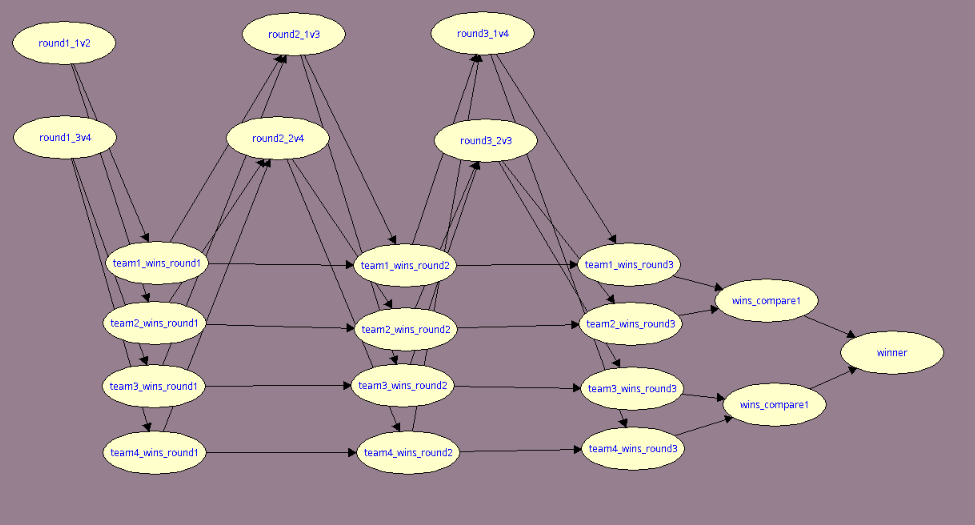 round1_1v2
round2_1v3
round3_1v4
round1_3v4
round2_2v4
round3_2v3
team1_wins_round1
team1_wins_round2
team1_wins_round3
wins_compare1
team2_wins_round1
team2_wins_round2
team2_wins_round3
winner
team3_wins_round1
team3_wins_round2
team3_wins_round3
wins_compare1
team4_wins_round1
team4_wins_round2
team4_wins_round3